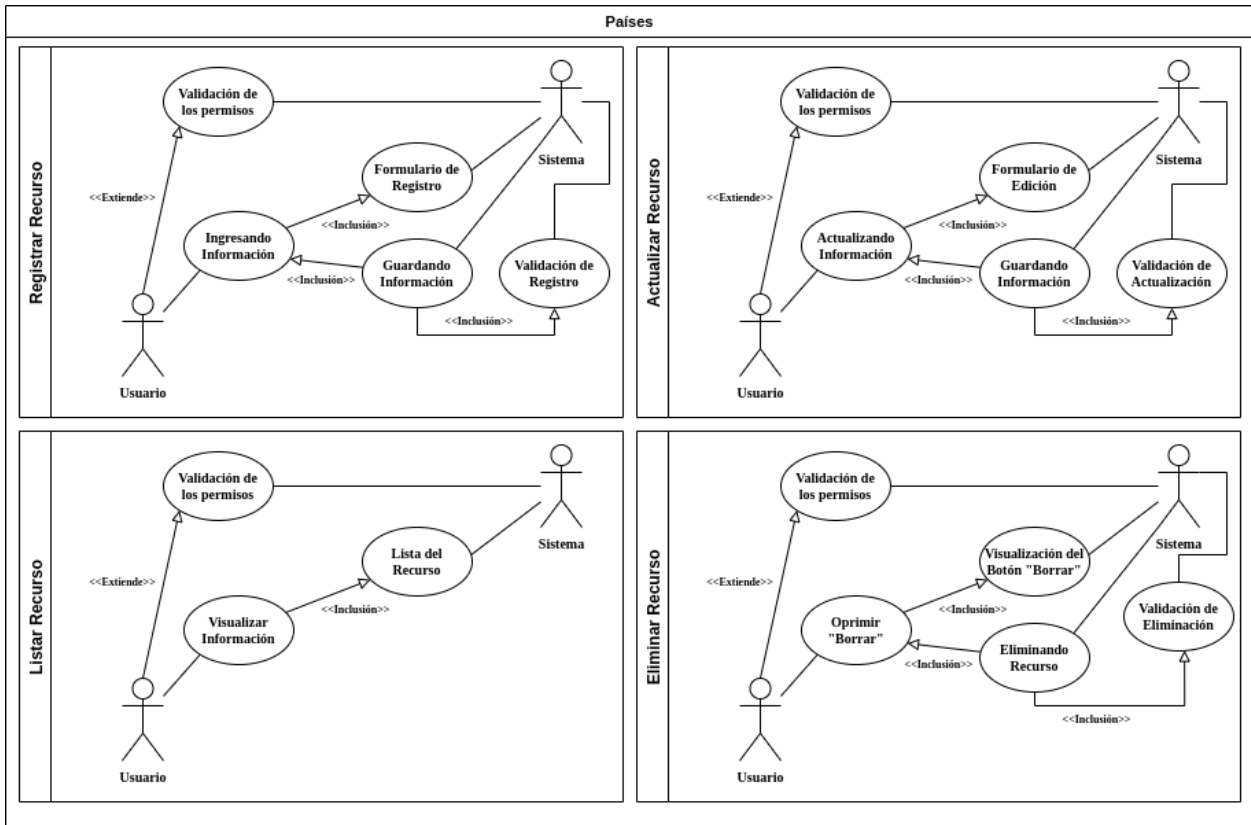 Países
Registrar Recurso
Validación de
los permisos
Sistema
<<Extiende>>
Formulario de
Registro
<<Inclusión>>
Ingresando
Información
<<Inclusión>>
Guardando
Información
Validación de
Registro
<<Inclusión>>
Usuario
Actualizar Recurso
Validación de
los permisos
Sistema
<<Extiende>>
Formulario de
Edición
<<Inclusión>>
Actualizando
Información
<<Inclusión>>
Guardando
Información
Validación de
Actualización
<<Inclusión>>
Usuario
Listar Recurso
Validación de
los permisos
Sistema
<<Extiende>>
Lista del
Recurso
<<Inclusión>>
Visualizar
Información
Usuario
Eliminar Recurso
Validación de
los permisos
Sistema
<<Extiende>>
Visualización del
Botón "Borrar"
<<Inclusión>>
Oprimir
"Borrar"
<<Inclusión>>
Eliminando
Recurso
Validación de
Eliminación
<<Inclusión>>
Usuario